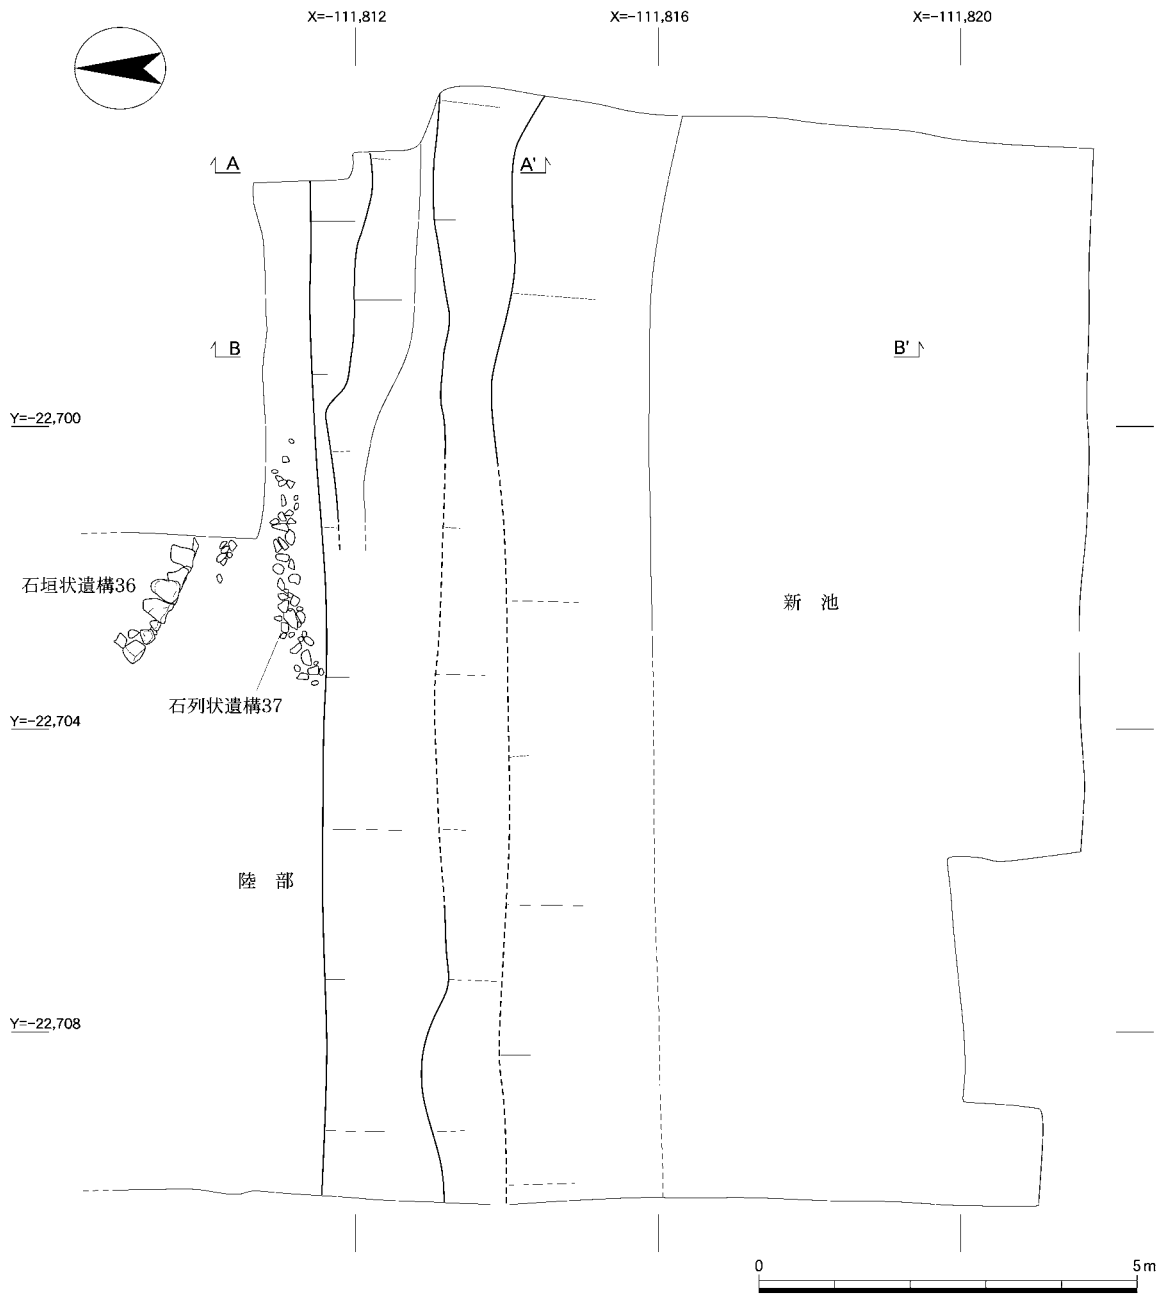 X=-111,812
X=-111,816
X=-111,820
A
A'
B
B'
Y=-22,700
石垣状遺構36
新　池
石列状遺構37
Y=-22,704
陸　部
Y=-22,708
0
5m